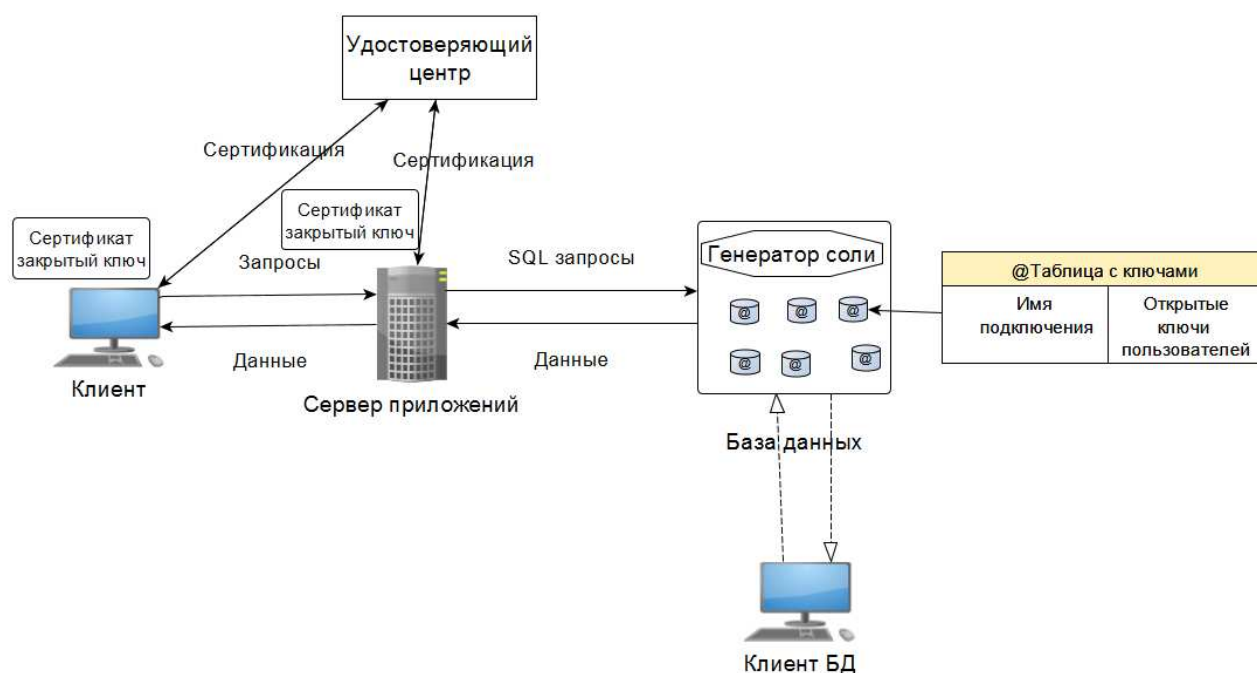 Удостоверяющий
центр
Сертификация
Сертификация
Сертификат
закрытый ключ
Сертификат
закрытый ключ
Запросы
SQL запросы
Генератор соли
@Таблица с ключами
Имя
подключения
Открытые
ключи
пользователей
@ @ @
@ @ @
Данные
Данные
Клиент
Сервер приложений
База данных
Клиент БД